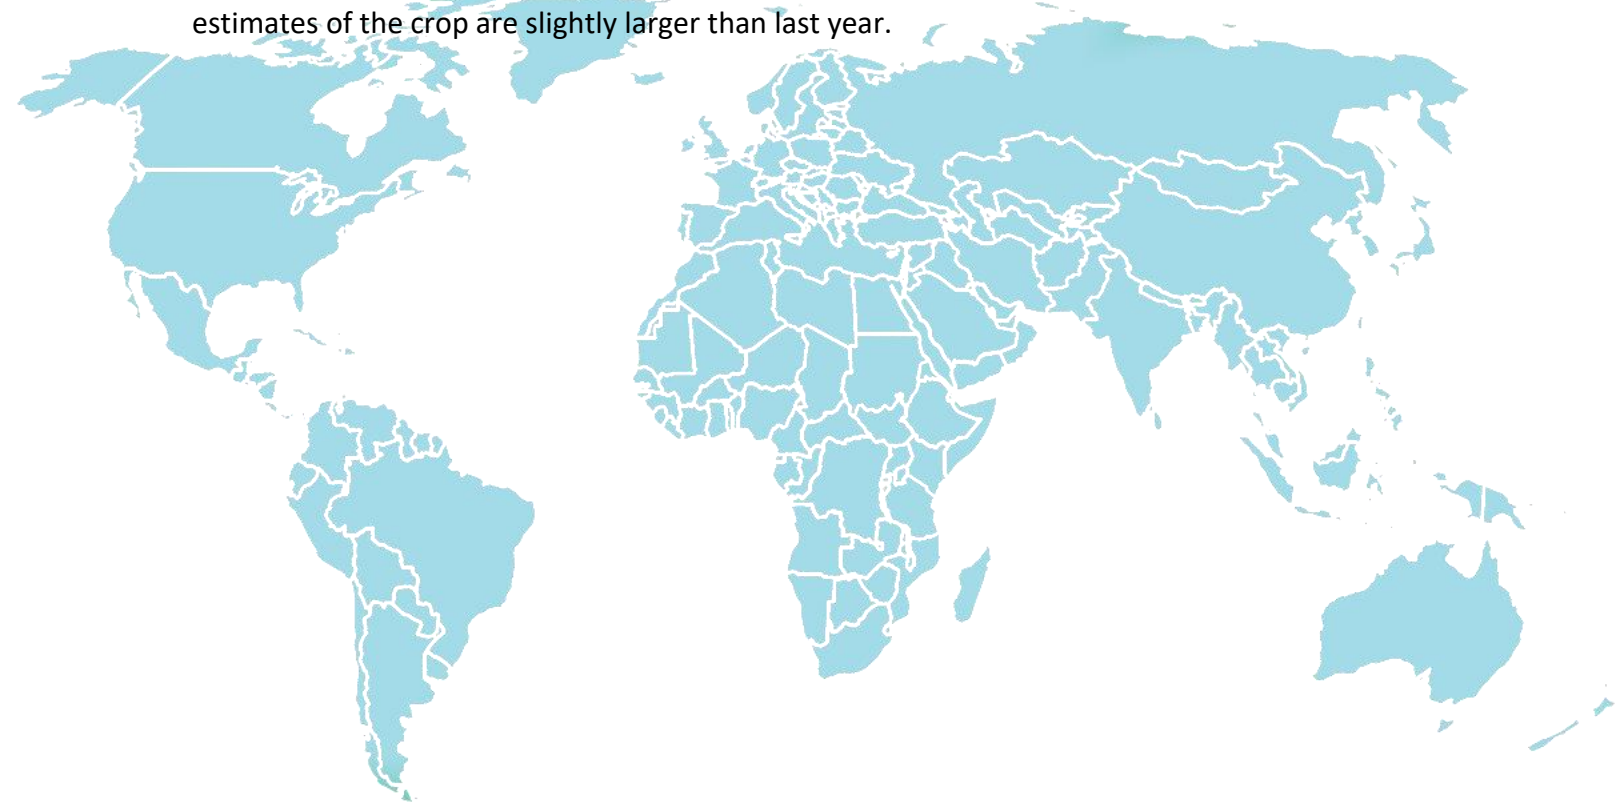 estimates of the crop are slightly larger than last year.